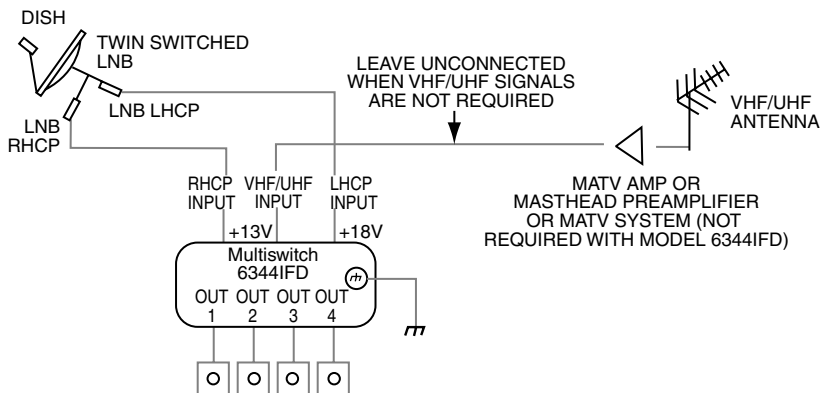 DISH
TWIN SWITCHED
LNB
LNB LHCP
LNB
RHCP
LEAVE UNCONNECTED
WHEN VHF/UHF SIGNALS
ARE NOT REQUIRED
VHF/UHF
ANTENNA
MATV AMP OR
MASTHEAD PREAMPLIFIER
OR MATV SYSTEM (NOT
REQUIRED WITH MODEL 6344IFD)
RHCP
INPUT
VHF/UHF
INPUT
LHCP
INPUT
+13V
+18V
Multiswitch
6344IFD
OUT OUT OUT OUT
1 2 3 4